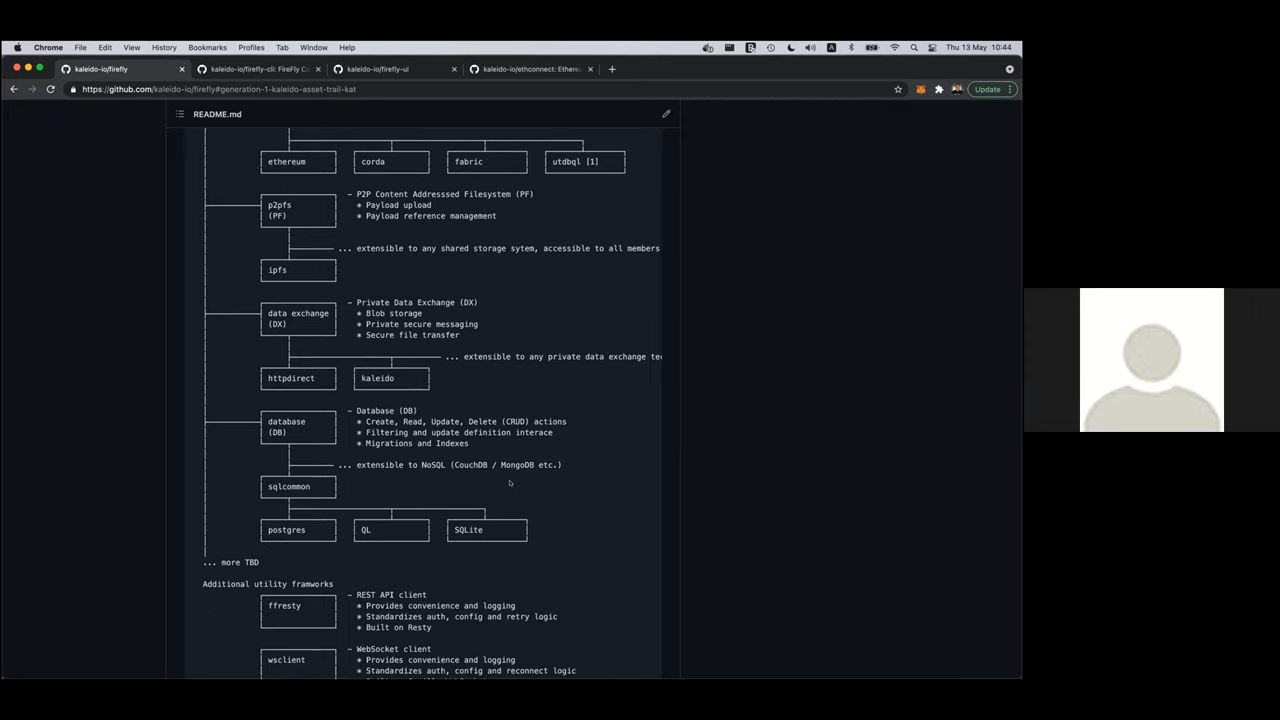 Chrome File Edit View History Bookmarks Profiles Tab Window Help Thu 13 May 10:44
kaleido-io/firefly kaleido-io/firefly-cli: FireFly Co kaleido-io/firefly-ui kaleido-io/ethconnect: Ethere
https://github.com/kaleido-io/firefly#generation-1-kaleido-asset-trail-kat Update
README.md
ethereum corda fabric utdbql [1]
p2pfs - P2P Content Addresssed Filesystem (PF)
(PF) * Payload upload
* Payload reference management
... extensible to any shared storage sytem, accessible to all members
ipfs
- Private Data Exchange (DX)
data exchange * Blob storage
(DX) * Private secure messaging
* Secure file transfer
... extensible to any private data exchange tec
httpdirect kaleido
- Database (DB)
database * Create, Read, Update, Delete (CRUD) actions
(DB) * Filtering and update definition interace
* Migrations and Indexes
... extensible to NoSQL (CouchDB / MongoDB etc.)
sqlcommon
postgres QL SQLite
... more TBD
Additional utility framworks
- REST API client
ffresty * Provides convenience and logging
* Standardizes auth, config and retry logic
* Built on Resty
- WebSocket client
wsclient * Provides convenience and logging
* Standardizes auth, config and reconnect logic